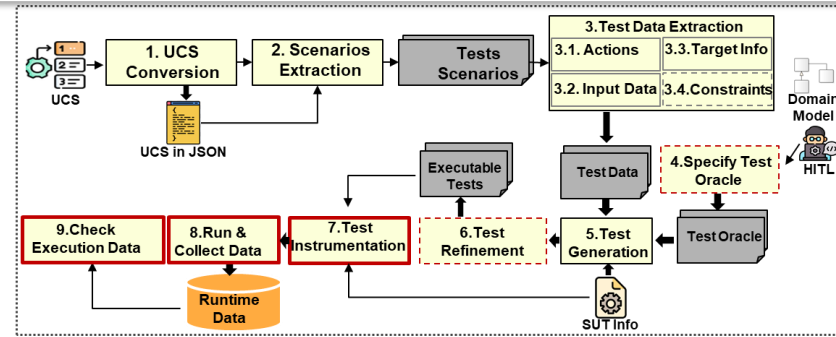 1
2
3
UCS
1. UCS
Conversion
UCS in JSON
2. Scenarios
Extraction
Tests
Scenarios
3.Test Data Extraction
3.1. Actions
3.3.Target Info
3.2. Input Data
3.4.Constraints
Domain
Model
HITL
4.Specify Test
Oracle
Test Data
Executable
Tests
9.Check
Execution Data
8.Run &
Collect Data
7.Test
Instrumentation
6.Test
Refinement
5.Test
Generation
Test Oracle
Runtime
Data
SUT Info